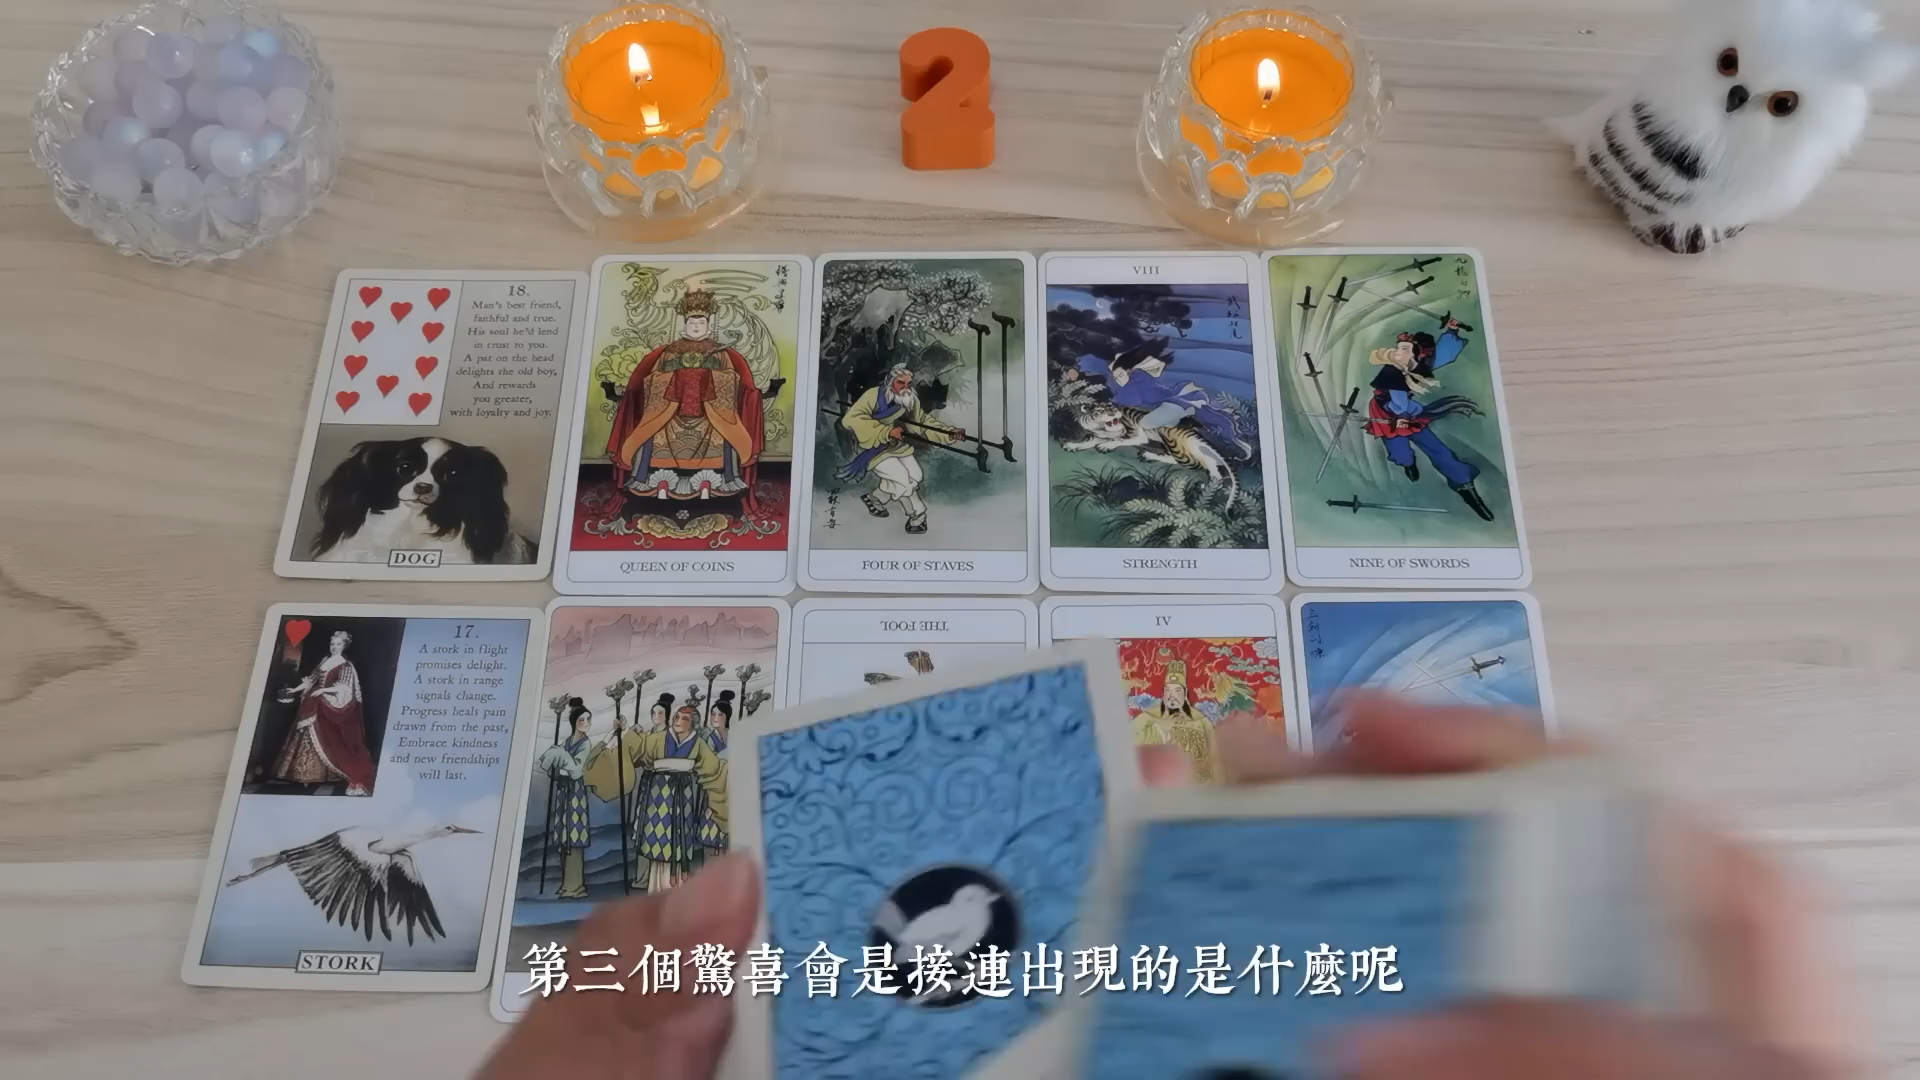 2
18.
Man's best friend,
faithful and true.
His soul he'd lend
in trust to you.
A pat on the head
delights the old boy,
And rewards
you greater,
with loyalty and joy.
DOG
QUEEN OF COINS
FOUR OF STAVES
VIII
STRENGTH
NINE OF SWORDS
17.
A stork in flight
promises delight.
A stork in range
signals change.
Progress heals pain
drawn from the past,
Embrace kindness
and new friendships
will last.
STORK
THE FOOL
IV
第三個驚喜會是接連出現的是什麼呢